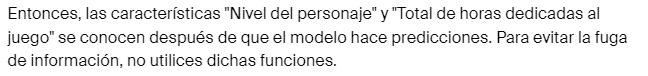 Entonces, las características "Nivel del personaje" y "Total de horas dedicadas al
juego" se conocen después de que el modelo hace predicciones. Para evitar la fuga
de información, no utilices dichas funciones.